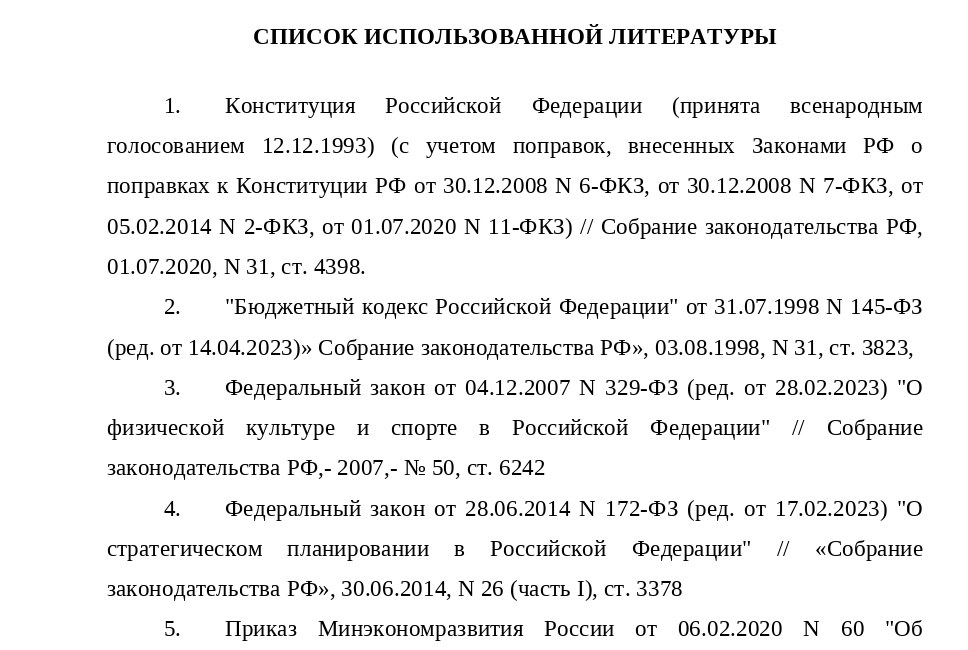 СПИСОК ИСПОЛЬЗОВАННОЙ ЛИТЕРАТУРЫ
1. Конституция Российской Федерации (принята всенародным
голосованием 12.12.1993) (с учетом поправок, внесенных Законами РФ о
поправках к Конституции РФ от 30.12.2008 N 6-ФКЗ, от 30.12.2008 N 7-ФКЗ, от
05.02.2014 N 2-ФКЗ, от 01.07.2020 N 11-ФКЗ) // Собрание законодательства РФ,
01.07.2020, N 31, ст. 4398.
2. "Бюджетный кодекс Российской Федерации" от 31.07.1998 N 145-ФЗ
(ред. от 14.04.2023)» Собрание законодательства РФ», 03.08.1998, N 31, ст. 3823,
3. Федеральный закон от 04.12.2007 N 329-ФЗ (ред. от 28.02.2023) "О
физической культуре и спорте в Российской Федерации" // Собрание
законодательства РФ,- 2007,- № 50, ст. 6242
4. Федеральный закон от 28.06.2014 N 172-ФЗ (ред. от 17.02.2023) "О
стратегическом планировании в Российской Федерации" // «Собрание
законодательства РФ», 30.06.2014, N 26 (часть I), ст. 3378
5. Приказ Минэкономразвития России от 06.02.2020 N 60 "Об